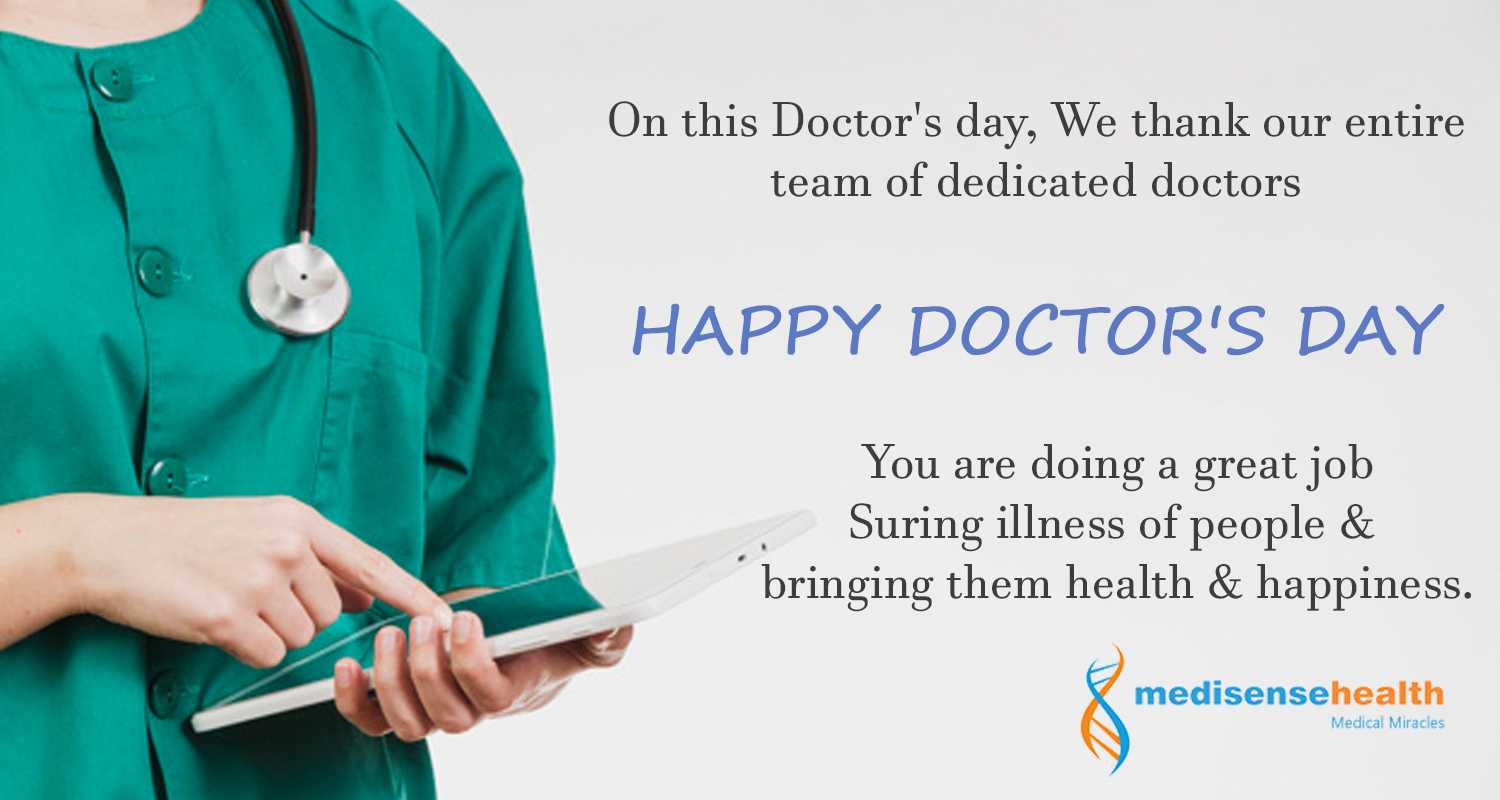 On this Doctor's day, We thank our entire
team of dedicated doctors
HAPPY DOCTOR'S DAY
You are doing a great job
Suring illness of people &
bringing them health & happiness.
medisensehealth
Medical Miracles